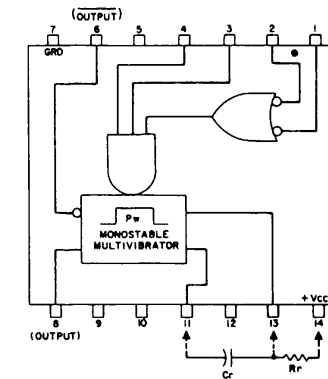 (OUTPUT)
7 6 5 4 3 2 1
GRD
Pw
MONOSTABLE
MULTIVIBRATOR
+Vcc
8 9 10 11 12 13 14
(OUTPUT)
Cr Rr